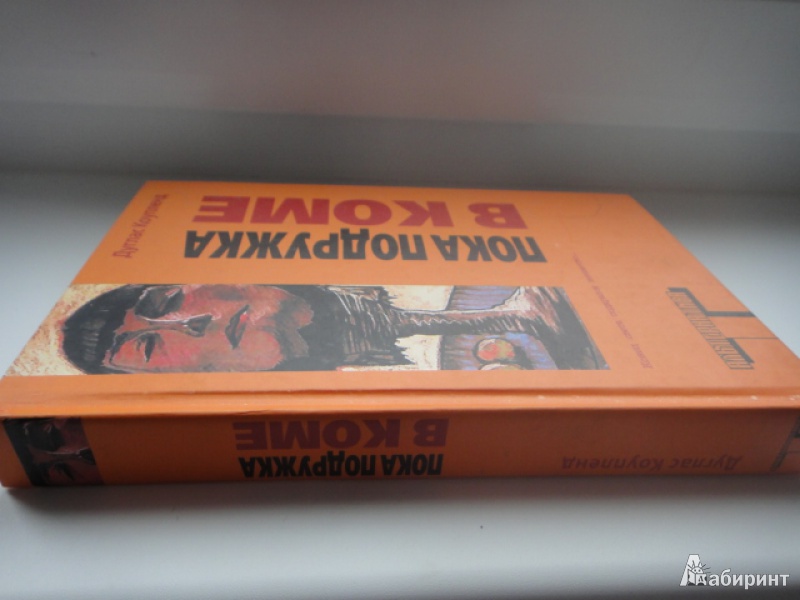 Дуглас Коупленд
ПОКА ПОДРУЖКА
В КОМЕ
ПОКА ПОДРУЖКА
В КОМЕ
Дуглас Коупленд
Лабиринт